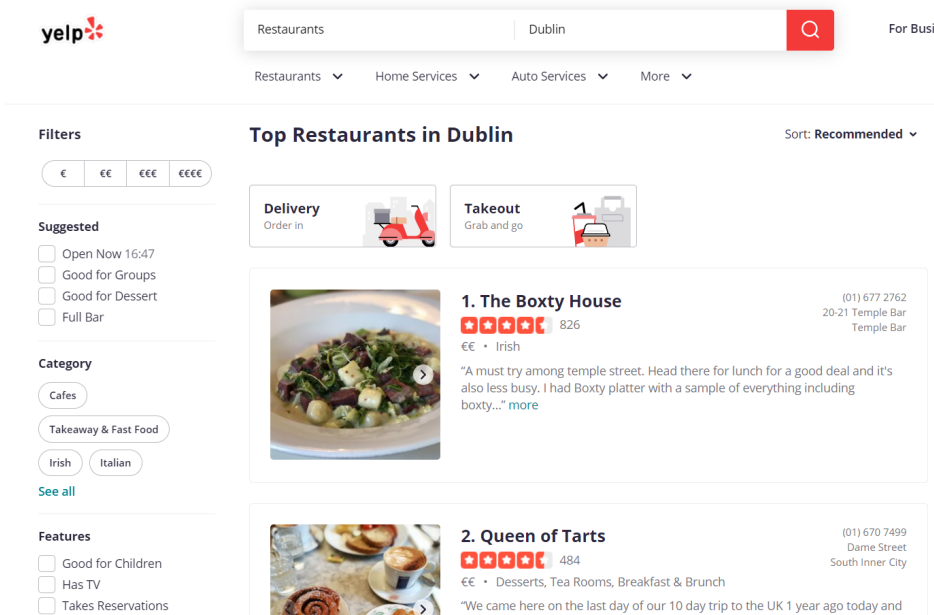 yelp
Restaurants
Dublin
For Busi
Restaurants
Home Services
Auto Services
More
Filters
€
€€
€€€
€€€€
Suggested
Open Now 16:47
Good for Groups
Good for Dessert
Full Bar
Category
Cafes
Takeaway & Fast Food
Irish
Italian
See all
Features
Good for Children
Has TV
Takes Reservations
Top Restaurants in Dublin
Sort: Recommended
Delivery
Order in
Takeout
Grab and go
1. The Boxty House
826
€€ • Irish
(01) 677 2762
20-21 Temple Bar
Temple Bar
“A must try among temple street. Head there for lunch for a good deal and it's
also less busy. I had Boxty platter with a sample of everything including
boxty…” more
2. Queen of Tarts
484
€€ • Desserts, Tea Rooms, Breakfast & Brunch
(01) 670 7499
Dame Street
South Inner City
“We came here on the last day of our 10 day trip to the UK 1 year ago today and